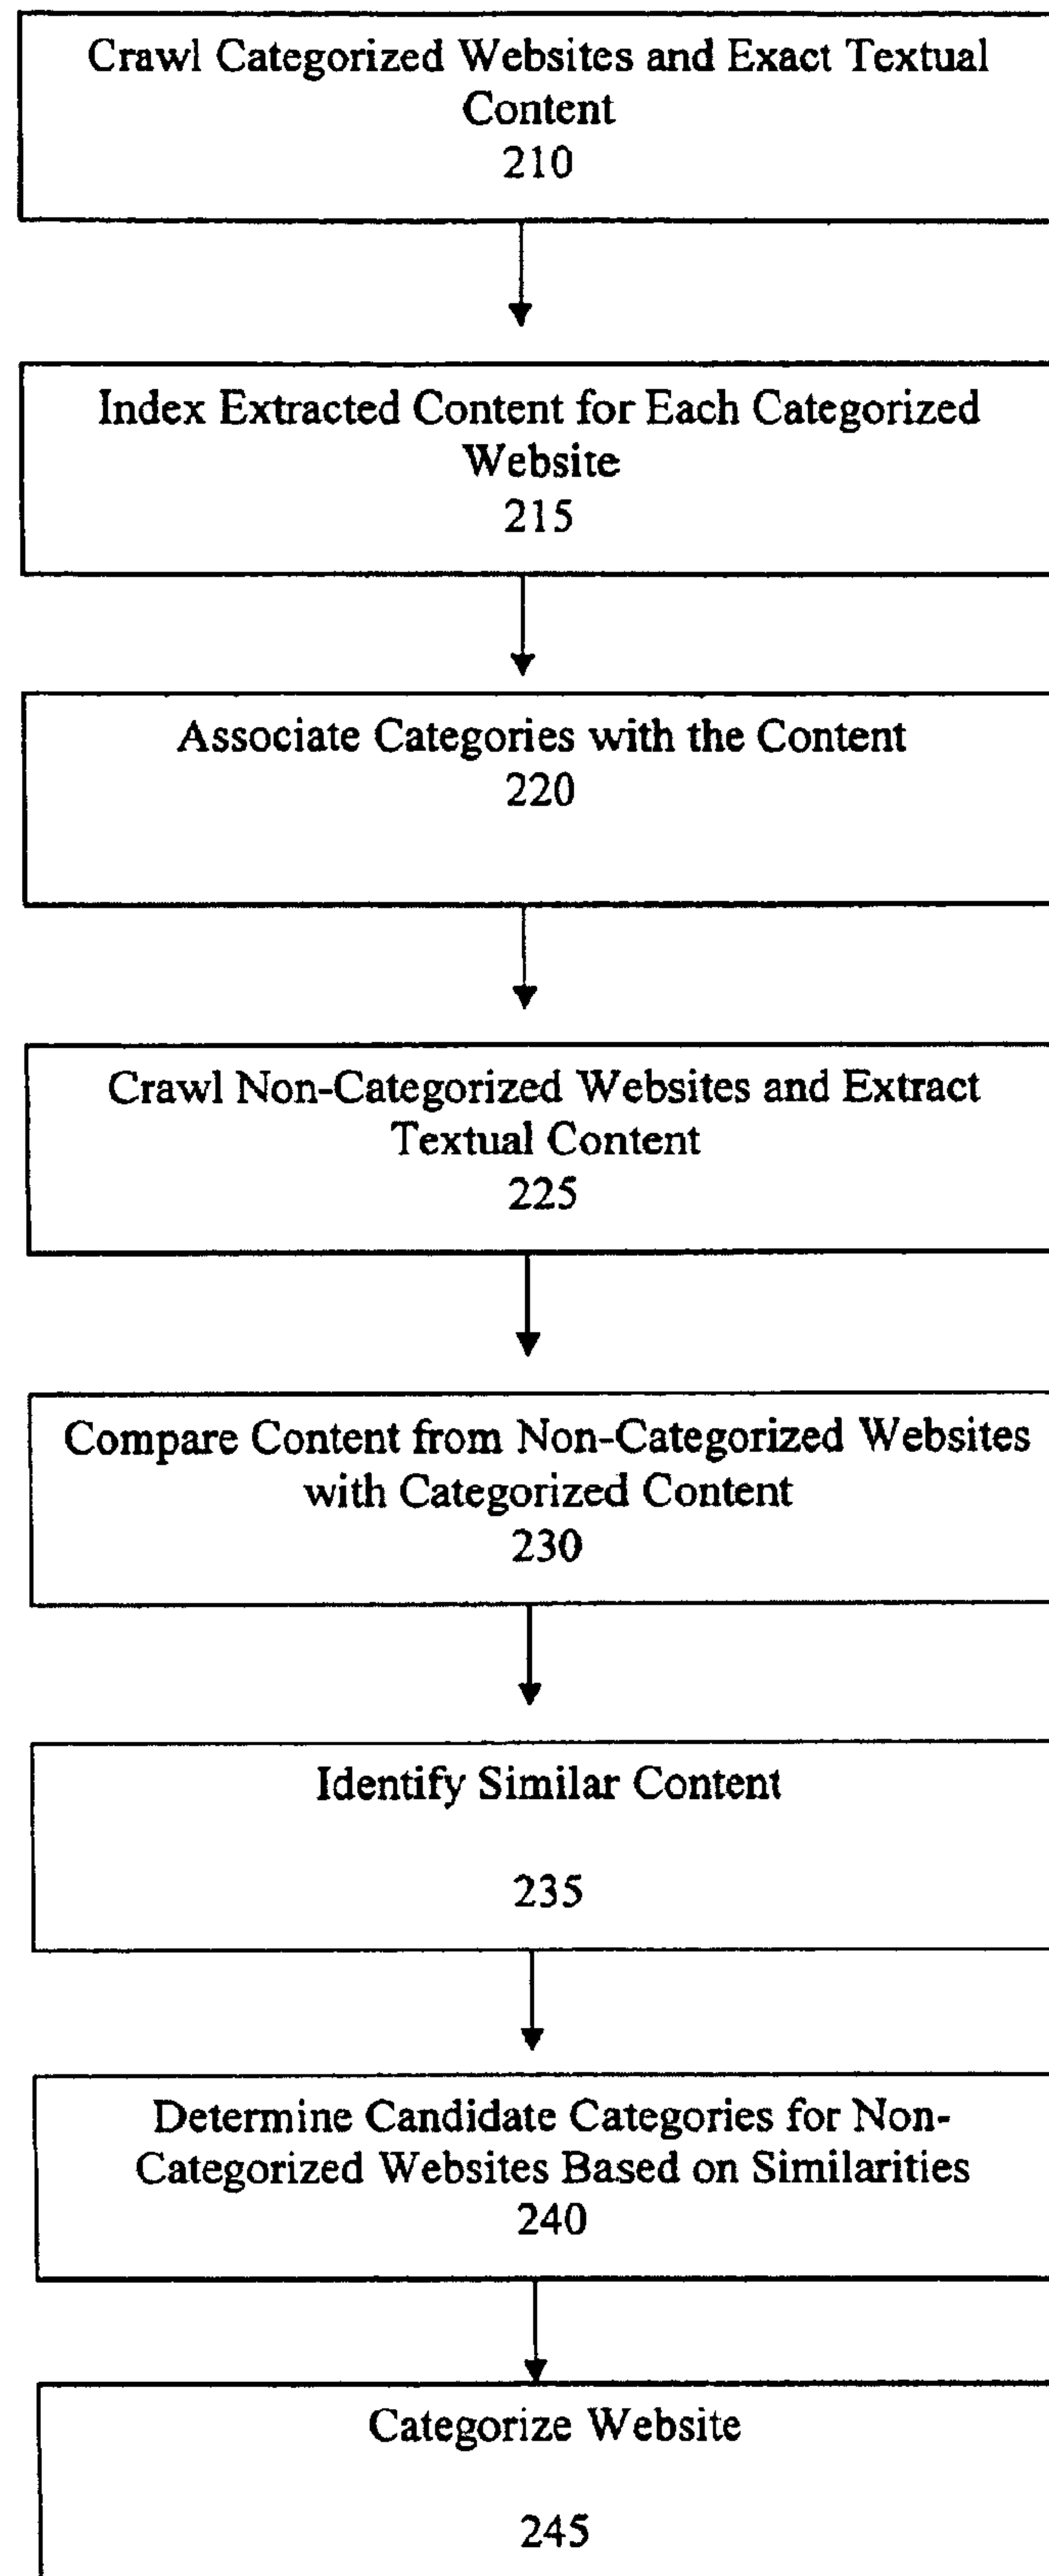 Crawl Categorized Websites and Exact Textual
Content
210
Index Extracted Content for Each Categorized
Website
215
Associate Categories with the Content
220
Crawl Non-Categorized Websites and Extract
Textual Content
225
Compare Content from Non-Categorized Websites
with Categorized Content
230
Identify Similar Content
235
Determine Candidate Categories for Non-
Categorized Websites Based on Similarities
240
Categorize Website
245